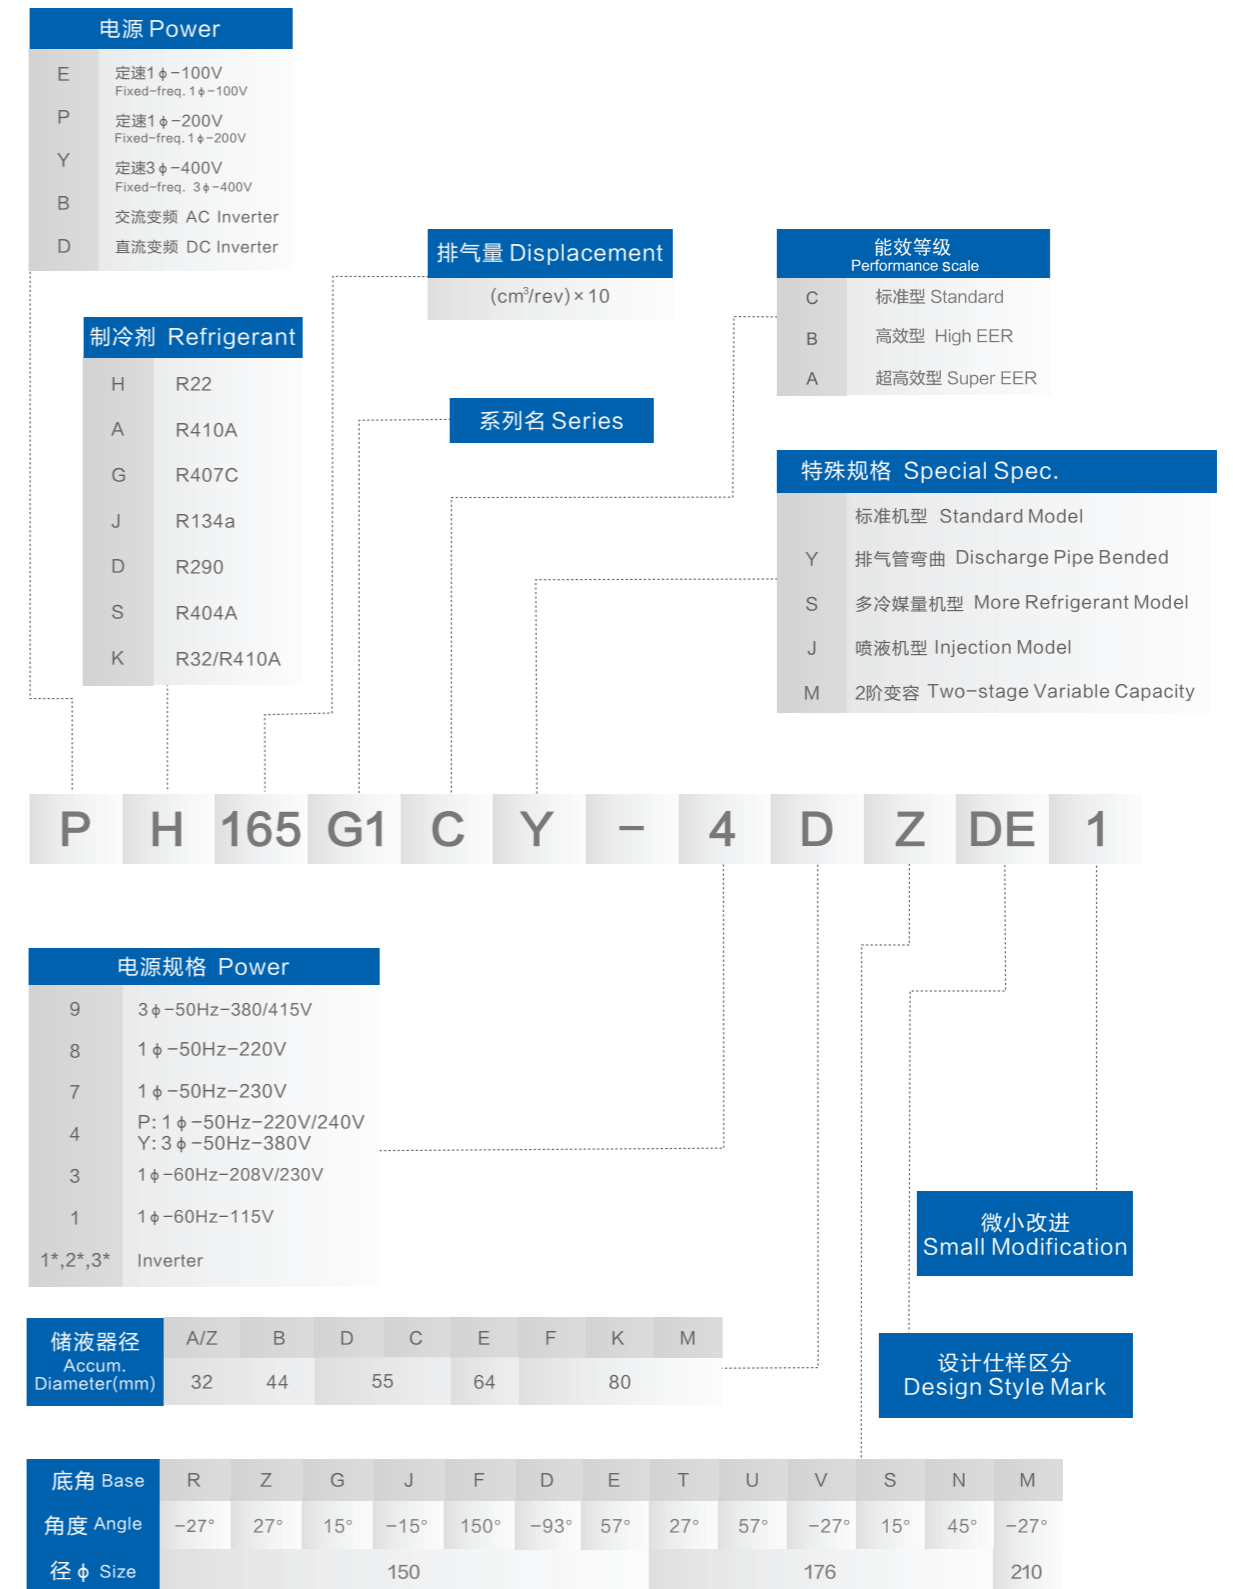 电源 Power
E 定速1ϕ-100V
Fixed-freq. 1ϕ-100V
P 定速1ϕ-200V
Fixed-freq. 1ϕ-200V
Y 定速3ϕ-400V
Fixed-freq. 3ϕ-400V
B 交流变频 AC Inverter
D 直流变频 DC Inverter
排气量 Displacement
(cm³/rev)×10
能效等级
Performance scale
C 标准型 Standard
B 高效型 High EER
A 超高效型 Super EER
制冷剂 Refrigerant
H R22
A R410A
G R407C
J R134a
D R290
S R404A
K R32/R410A
系列名 Series
特殊规格 Special Spec.
标准机型 Standard Model
Y 排气管弯曲 Discharge Pipe Bended
S 多冷媒量机型 More Refrigerant Model
J 喷液机型 Injection Model
M 2阶变容 Two-stage Variable Capacity
P H 165 G1 C Y - 4 D Z DE 1
电源规格 Power
9 3ϕ-50Hz-380/415V
8 1ϕ-50Hz-220V
7 1ϕ-50Hz-230V
4 P: 1ϕ-50Hz-220V/240V
Y: 3ϕ-50Hz-380V
3 1ϕ-60Hz-208V/230V
1 1ϕ-60Hz-115V
1*,2*,3* Inverter
微小改进
Small Modification
设计仕样区分
Design Style Mark
储液器径
Accum.
Diameter(mm)
A/Z B D C E F K M
32 44 55 64 80
底角 Base R Z G J F D E T U V S N M
角度 Angle -27° 27° 15° -15° 150° -93° 57° 27° 57° -27° 15° 45° -27°
径 ϕ Size 150 176 210